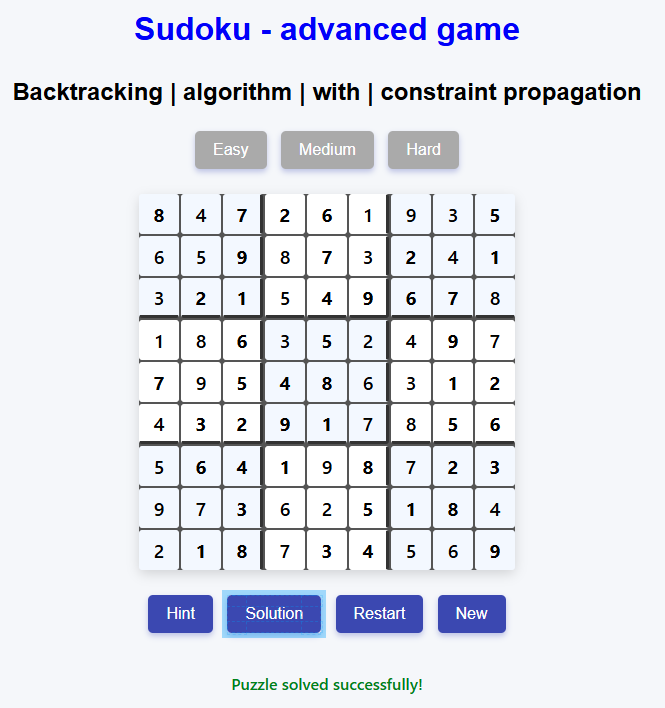 Sudoku - advanced game
Backtracking | algorithm | with | constraint propagation
Easy Medium Hard
8 4 7 2 6 1 9 3 5
6 5 9 8 7 3 2 4 1
3 2 1 5 4 9 6 7 8
1 8 6 3 5 2 4 9 7
7 9 5 4 8 6 3 1 2
4 3 2 9 1 7 8 5 6
5 6 4 1 9 8 7 2 3
9 7 3 6 2 5 1 8 4
2 1 8 7 3 4 5 6 9
Hint Solution Restart New
Puzzle solved successfully!